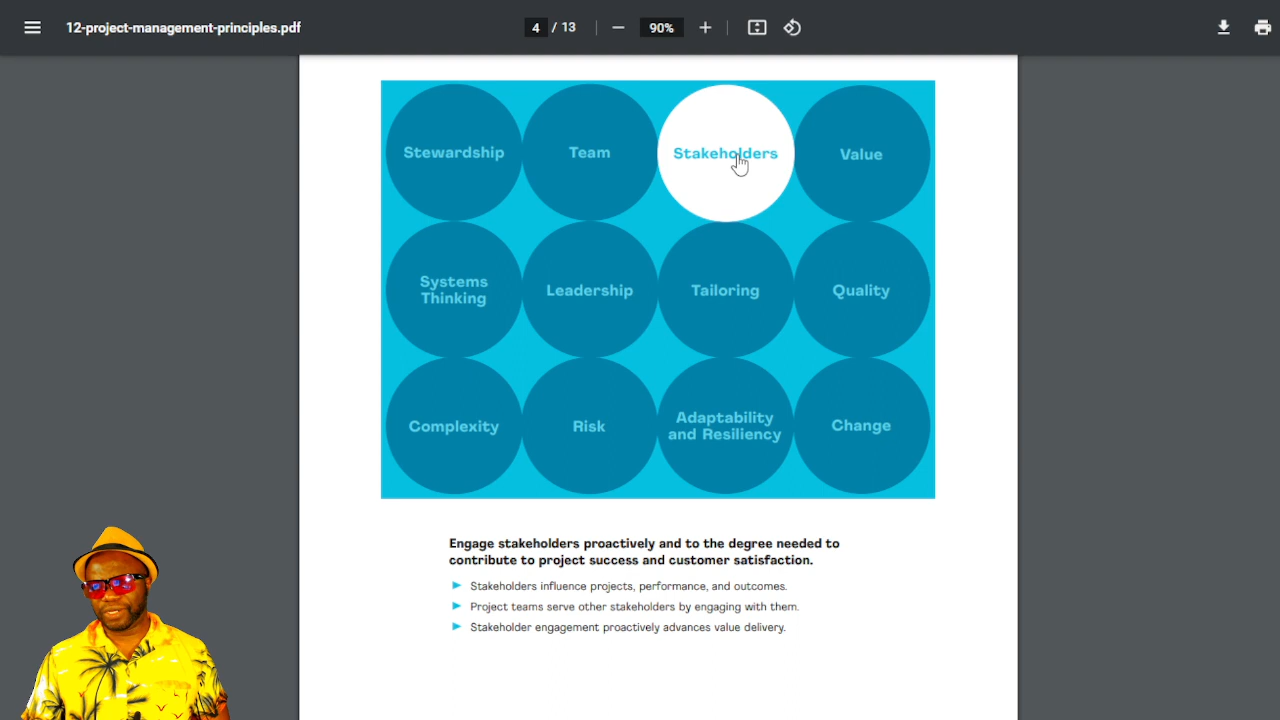 12-project-management-principles.pdf
4 / 13
90%
Stewardship
Team
Stakeholders
Value
Systems
Thinking
Leadership
Tailoring
Quality
Complexity
Risk
Adaptability
and Resiliency
Change
Engage stakeholders proactively and to the degree needed to
contribute to project success and customer satisfaction.
Stakeholders influence projects, performance, and outcomes.
Project teams serve other stakeholders by engaging with them.
Stakeholder engagement proactively advances value delivery.